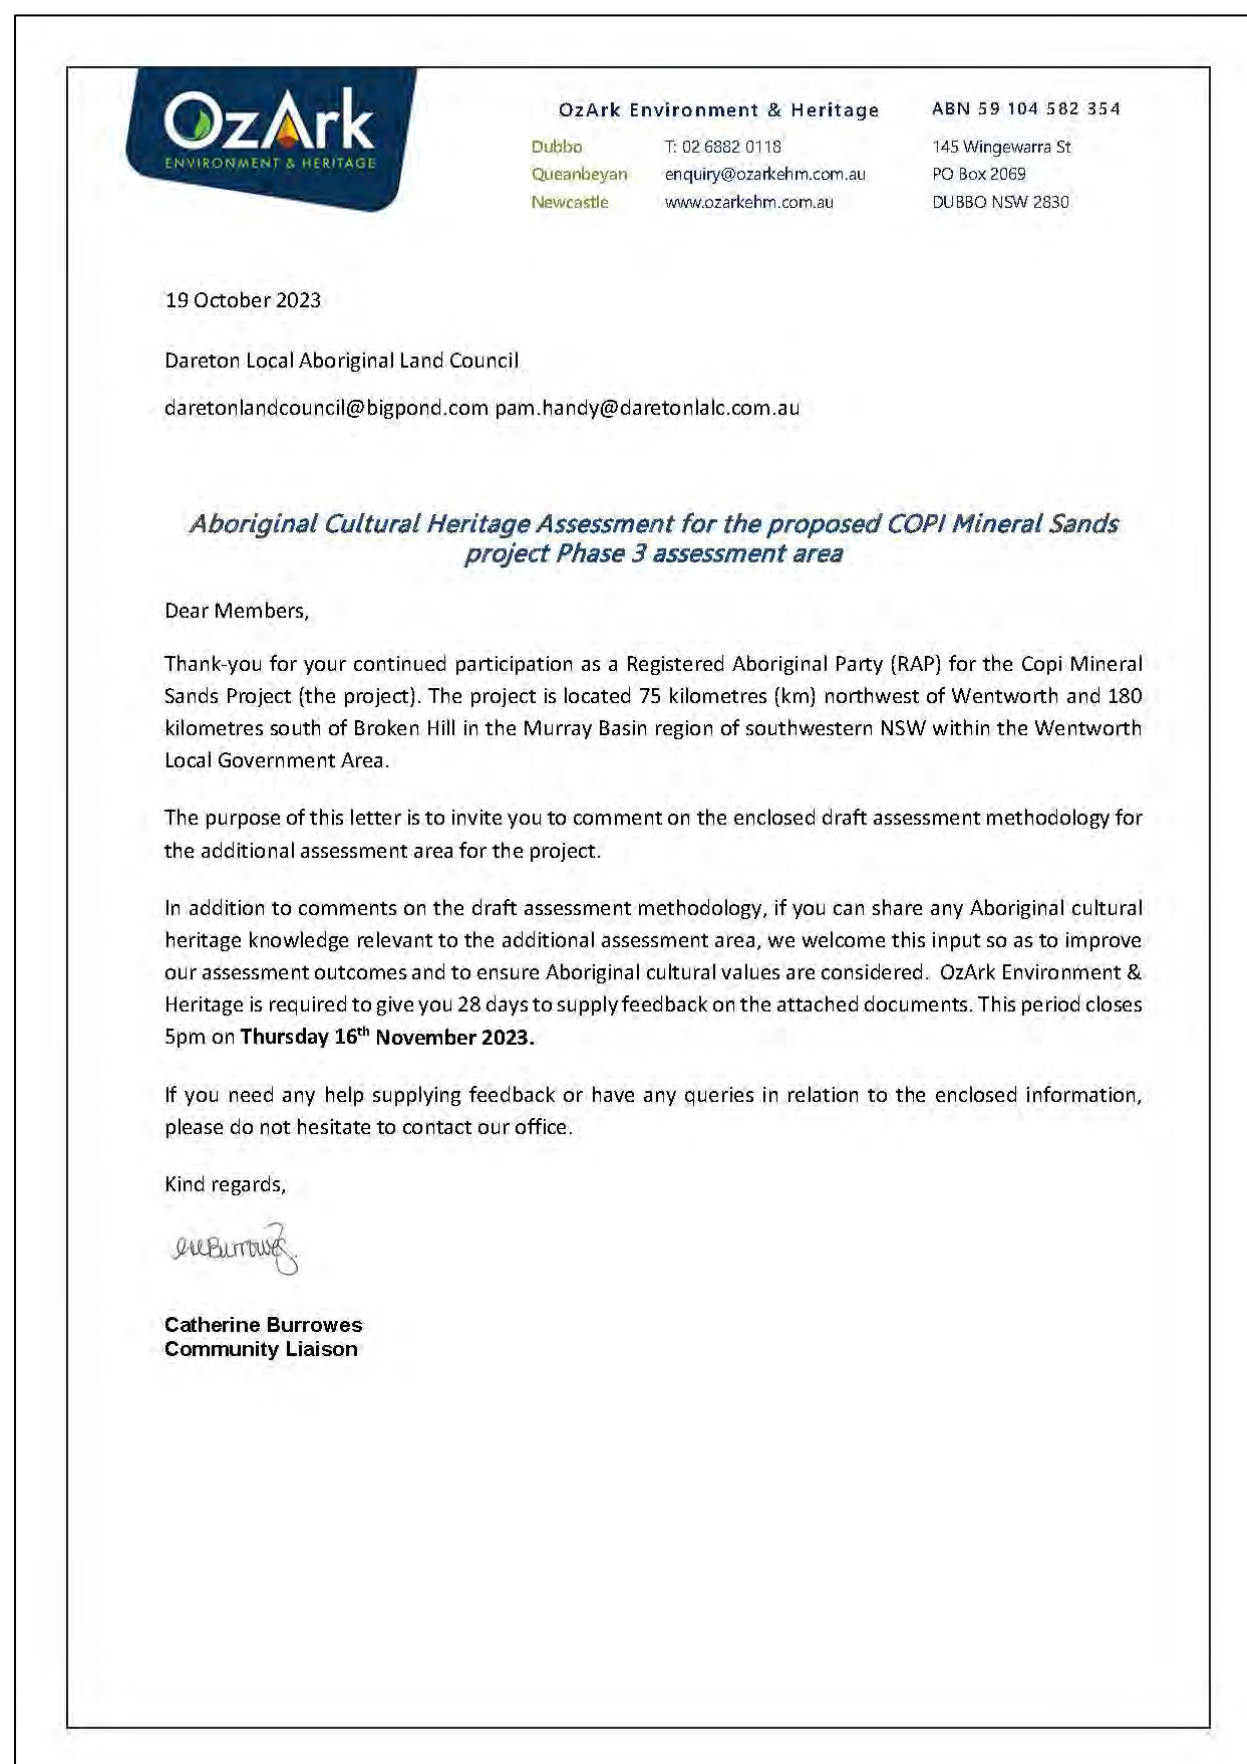 OzArk
ENVIRONMENT & HERITAGE
OzArk Environment & Heritage ABN 59 104 582 354
Dubbo T: 02 6882 0118 145 Wingewarra St
Queanbeyan enquiry@ozarkehm.com.au PO Box 2069
Newcastle www.ozarkehm.com.au DUBBO NSW 2830
19 October 2023
Dareton Local Aboriginal Land Council
daretonlandcouncil@bigpond.com pam.handy@daretonlalc.com.au
Aboriginal Cultural Heritage Assessment for the proposed COPI Mineral Sands
project Phase 3 assessment area
Dear Members,
Thank-you for your continued participation as a Registered Aboriginal Party (RAP) for the Copi Mineral
Sands Project (the project). The project is located 75 kilometres (km) northwest of Wentworth and 180
kilometres south of Broken Hill in the Murray Basin region of southwestern NSW within the Wentworth
Local Government Area.
The purpose of this letter is to invite you to comment on the enclosed draft assessment methodology for
the additional assessment area for the project.
In addition to comments on the draft assessment methodology, if you can share any Aboriginal cultural
heritage knowledge relevant to the additional assessment area, we welcome this input so as to improve
our assessment outcomes and to ensure Aboriginal cultural values are considered. OzArk Environment &
Heritage is required to give you 28 days to supply feedback on the attached documents. This period closes
5pm on Thursday 16th November 2023.
If you need any help supplying feedback or have any queries in relation to the enclosed information,
please do not hesitate to contact our office.
Kind regards,
Catherine Burrowes
Community Liaison